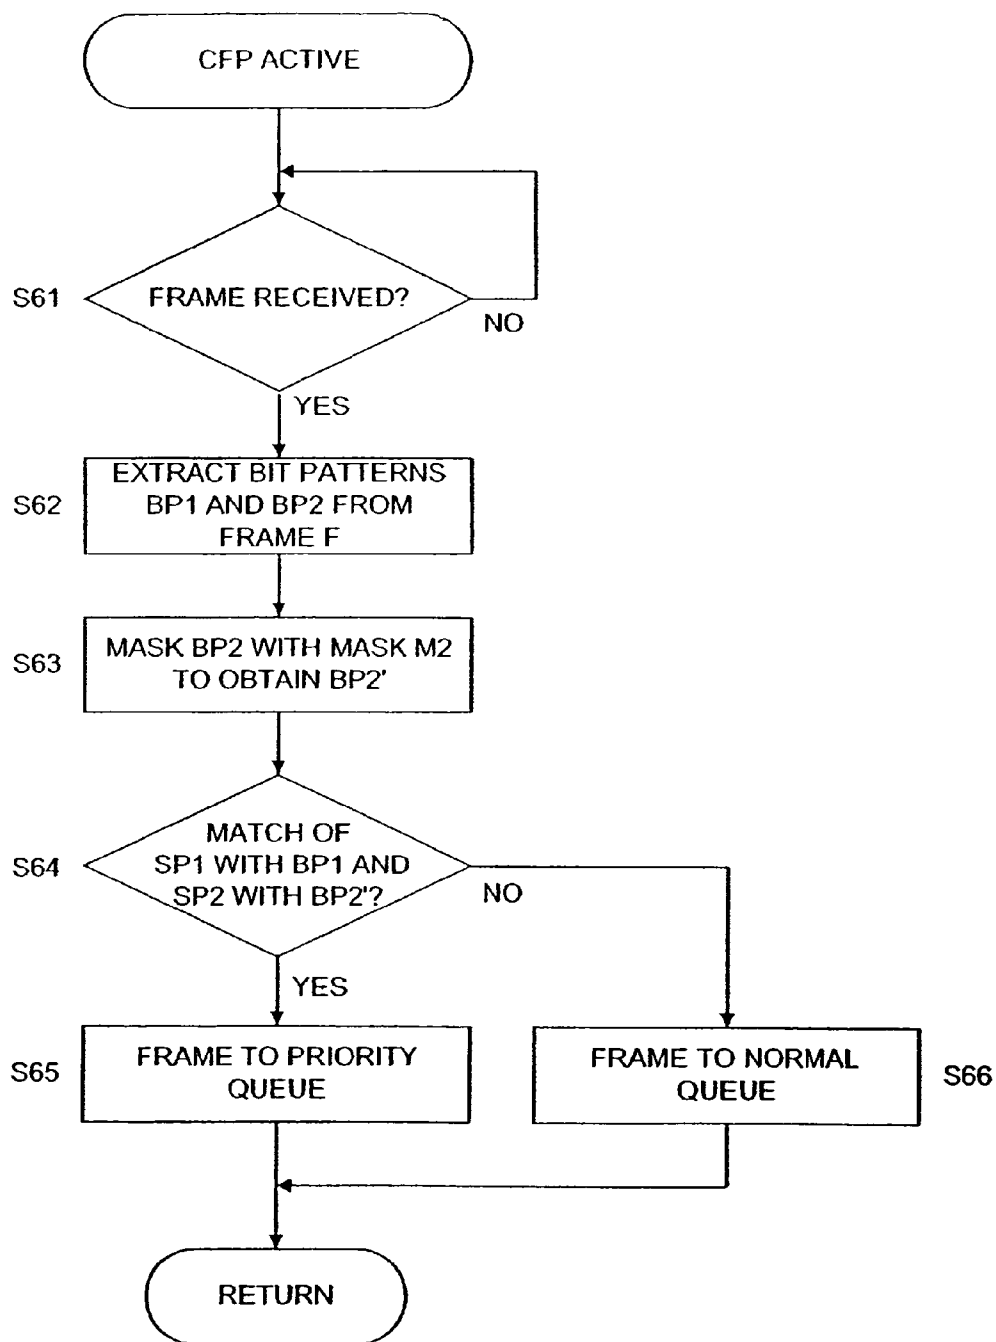 CFP ACTIVE
S61
FRAME RECEIVED?
NO
YES
S62
EXTRACT BIT PATTERNS
BP1 AND BP2 FROM
FRAME F
S63
MASK BP2 WITH MASK M2
TO OBTAIN BP2'
S64
MATCH OF
SP1 WITH BP1 AND
SP2 WITH BP2'?
NO
YES
S65
FRAME TO PRIORITY
QUEUE
FRAME TO NORMAL
QUEUE
S66
RETURN